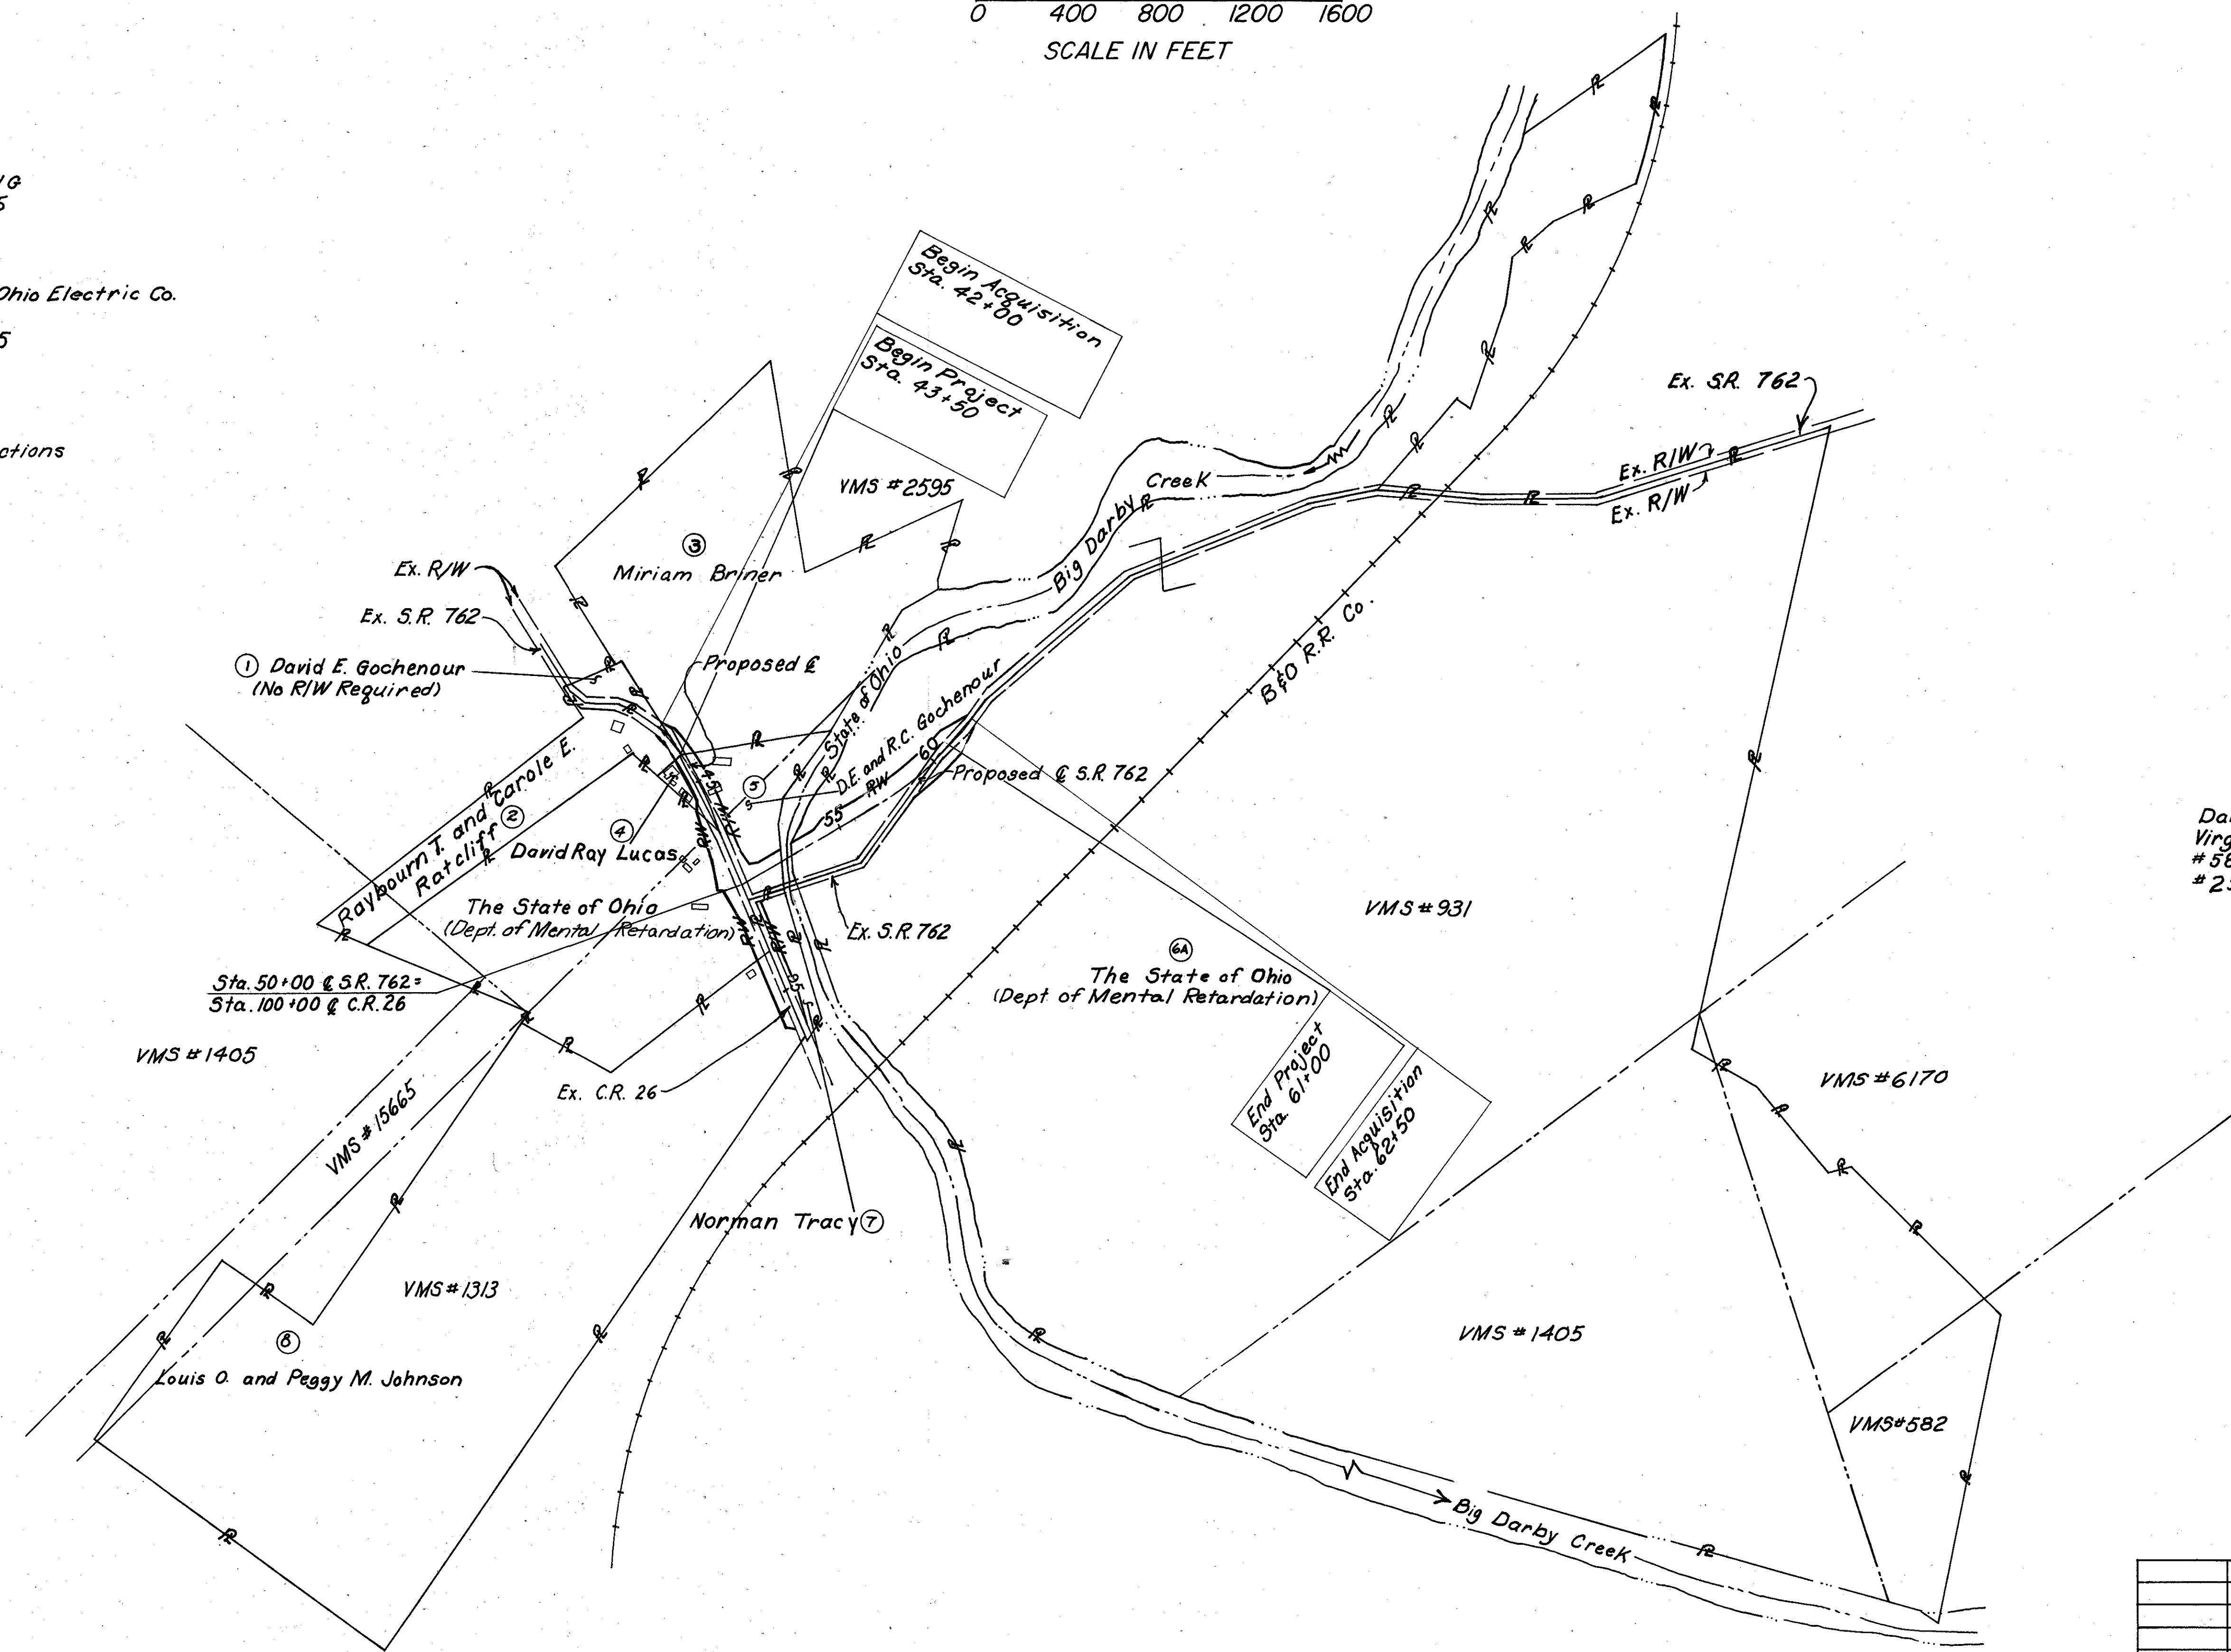 0 400 800 1200 1600
SCALE IN FEET
Ohio Electric Co.
5
Begin Acquisition
Sta. 42+00
Begin Project
Sta. 43+50
Ex. S.R. 762
Ex. R/W
Ex. R/W
VMS #2595
Creek
Big Darby
③
Miriam Briner
Ex. R/W
Ex. S.R. 762
① David E. Gochenour
(No R/W Required)
Proposed ℄
State of Ohio
D.E. and R.C. Gochenour
B&O R.R. Co.
60
Proposed ℄ S.R. 762
R/W
55
45
R/W
⑤
Raybourn T. and Carole E.
Ratcliff ②
④
David Ray Lucas
The State of Ohio
(Dept. of Mental Retardation)
Ex. S.R. 762
VMS #931
6A
The State of Ohio
(Dept of Mental Retardation)
Sta. 50+00 ℄ S.R. 762=
Sta. 100+00 ℄ C.R. 26
95
R/W
R/W
VMS #1405
Ex. C.R. 26
VMS #15665
End Project
Sta. 61+00
End Acquisition
Sta. 62+50
VMS #6170
Norman Tracy ⑦
VMS #1313
⑧
Louis O. and Peggy M. Johnson
VMS #1405
VMS#582
Big Darby Creek